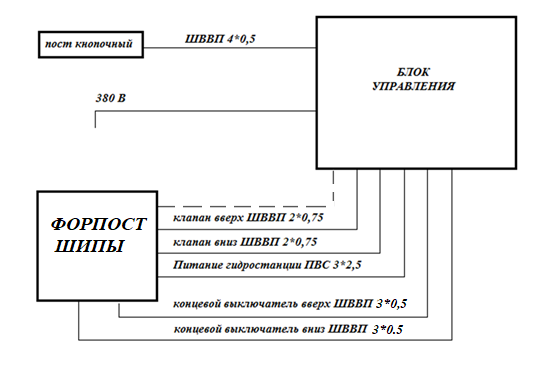 пост кнопочный
ШВВП 4*0,5
БЛОК
УПРАВЛЕНИЯ
380 В
ФОРПОСТ
ШИПЫ
клапан вверх ШВВП 2*0,75
клапан вниз ШВВП 2*0,75
Питание гидростанции ПВС 3*2,5
концевой выключатель вверх ШВВП 3*0,5
концевой выключатель вниз ШВВП 3*0.5